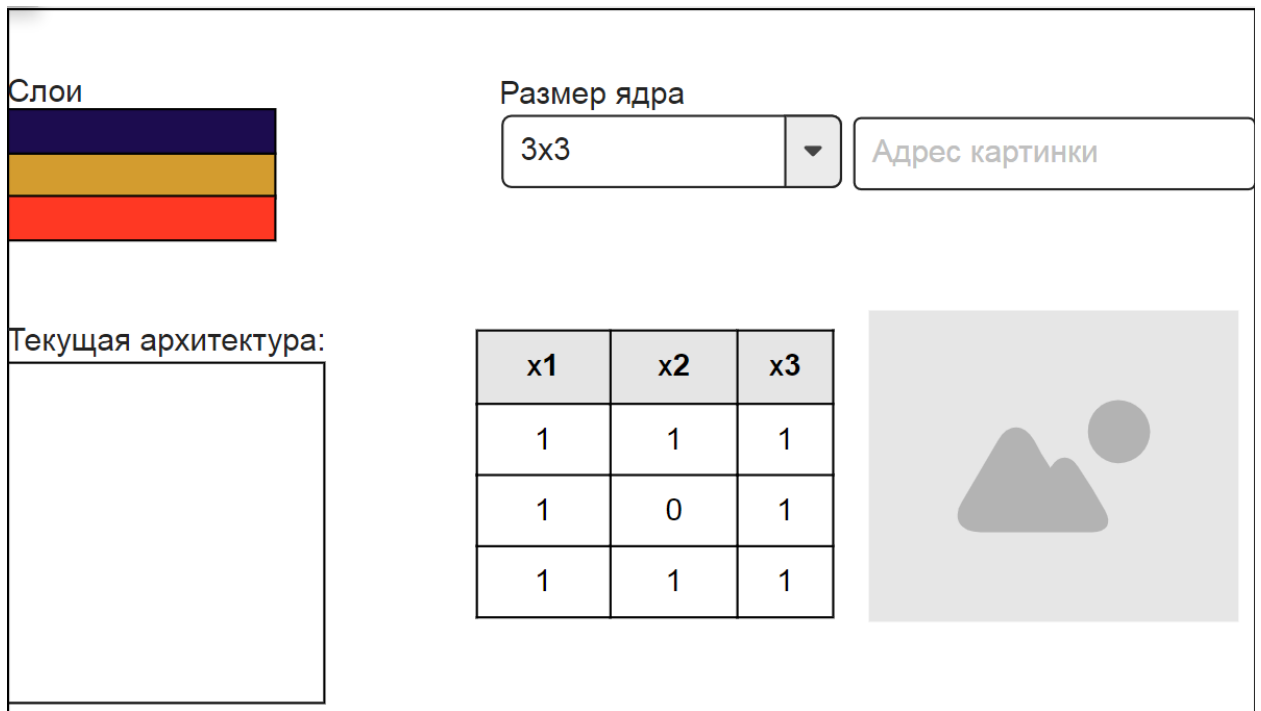 Слои
Размер ядра
3x3
Адрес картинки
Текущая архитектура:
x1 x2 x3
1 1 1
1 0 1
1 1 1